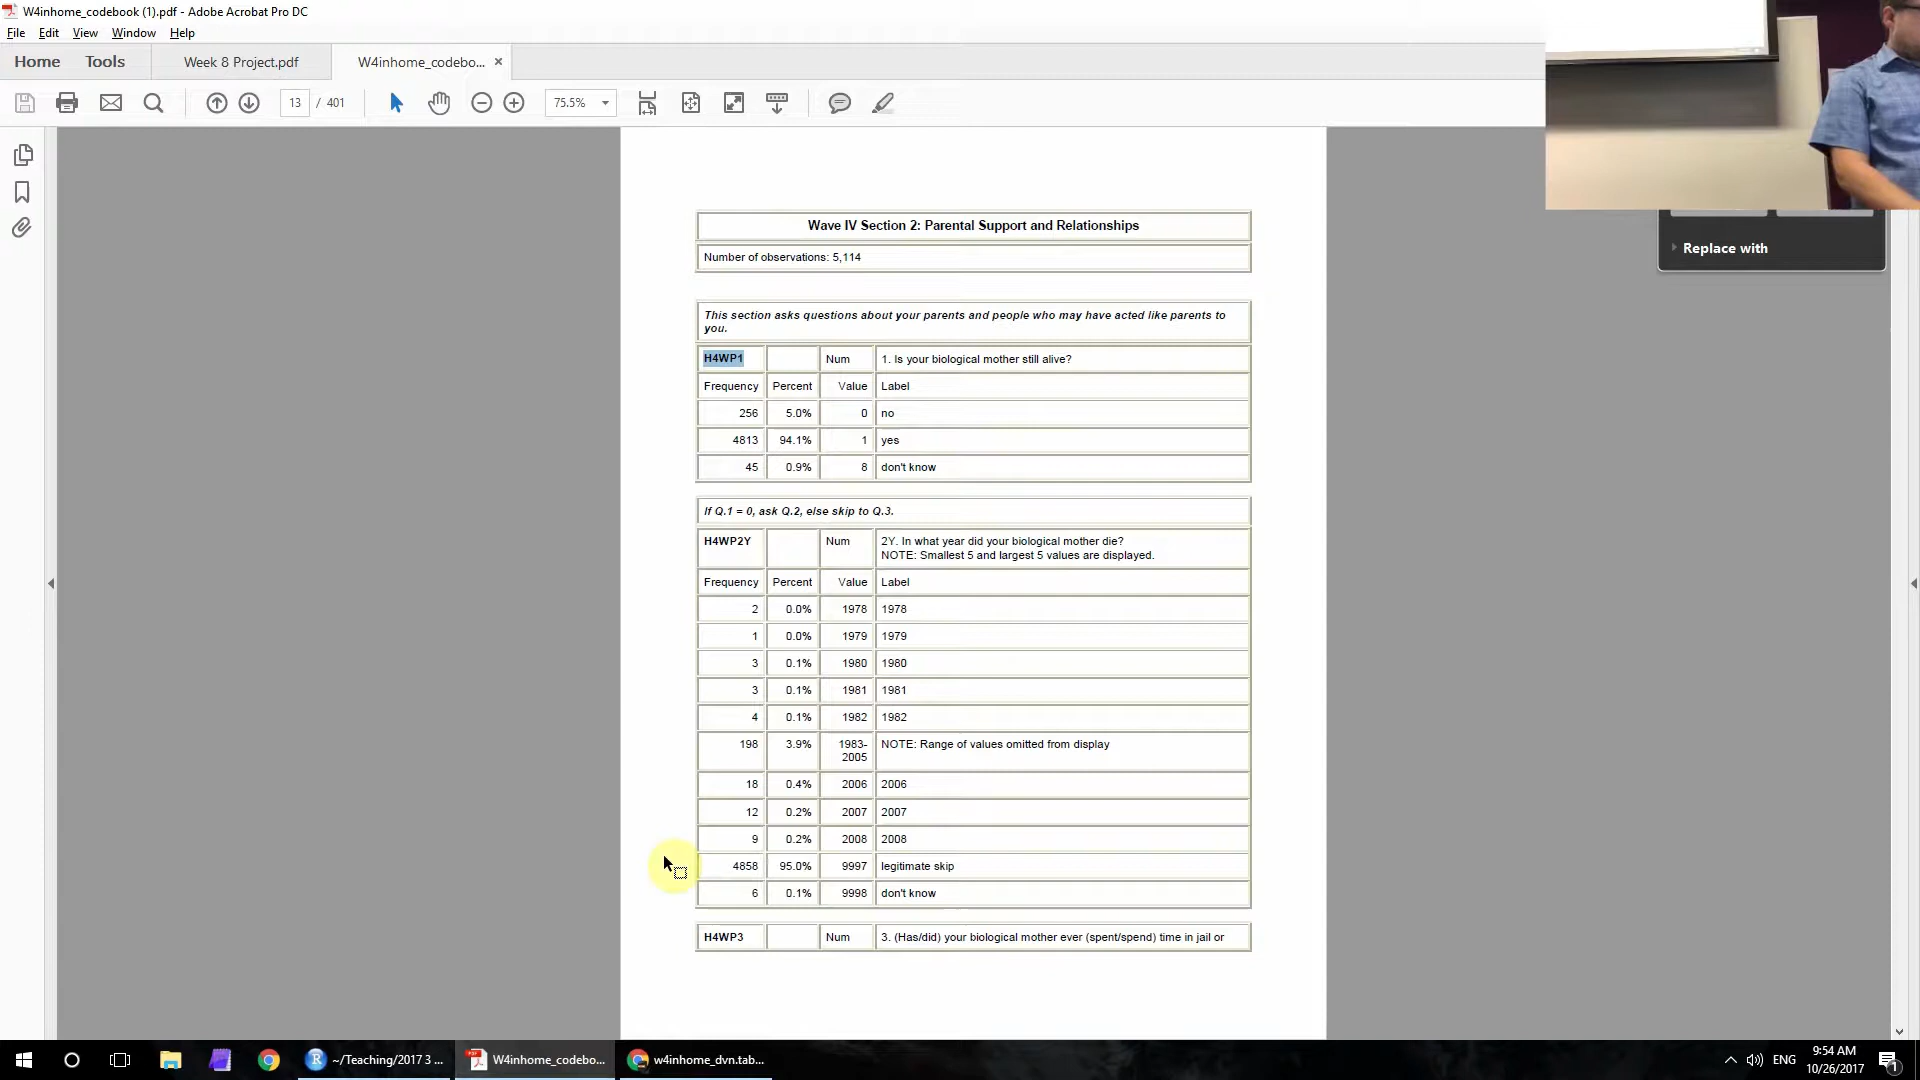 W4inhome_codebook (1).pdf - Adobe Acrobat Pro DC
File Edit View Window Help
Home Tools Week 8 Project.pdf W4inhome_codebo... ×
13 / 401 75.5%
Replace with
Wave IV Section 2: Parental Support and Relationships
Number of observations: 5,114
This section asks questions about your parents and people who may have acted like parents to
you.
H4WP1 Num 1. Is your biological mother still alive?
Frequency Percent Value Label
256 5.0% 0 no
4813 94.1% 1 yes
45 0.9% 8 don't know
If Q.1 = 0, ask Q.2, else skip to Q.3.
H4WP2Y Num 2Y. In what year did your biological mother die?
NOTE: Smallest 5 and largest 5 values are displayed.
Frequency Percent Value Label
2 0.0% 1978 1978
1 0.0% 1979 1979
3 0.1% 1980 1980
3 0.1% 1981 1981
4 0.1% 1982 1982
198 3.9% 1983- NOTE: Range of values omitted from display
2005
18 0.4% 2006 2006
12 0.2% 2007 2007
9 0.2% 2008 2008
4858 95.0% 9997 legitimate skip
6 0.1% 9998 don't know
H4WP3 Num 3. (Has/did) your biological mother ever (spent/spend) time in jail or
~/Teaching/2017 3 ... W4inhome_codebo... w4inhome_dvn.tab... ENG 9:54 AM
10/26/2017